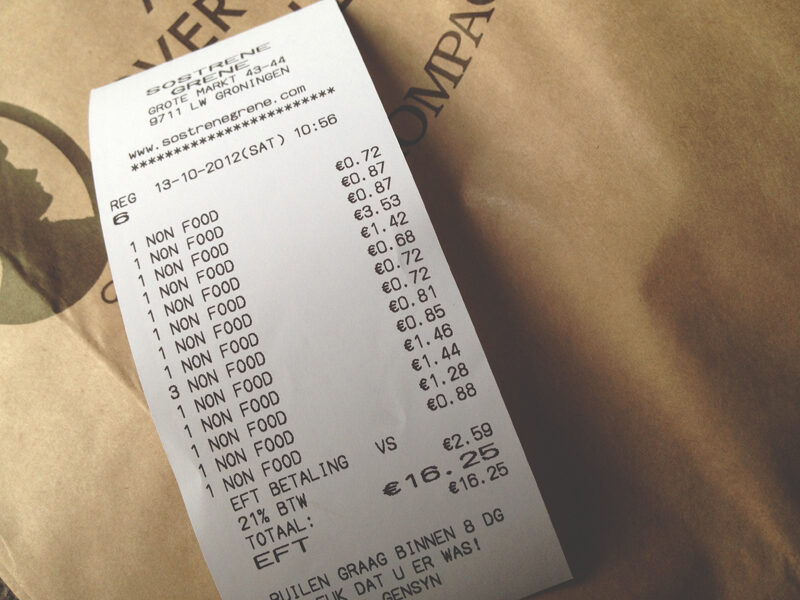 VER
COMPA
SOSTRENE
GRENE
GROTE MARKT 43-44
9711 LW GRONINGEN
www.sostrenegrene.com
***********************
REG 13-10-2012(SAT) 10:56
6
1 NON FOOD €0.72
1 NON FOOD €0.87
1 NON FOOD €0.87
1 NON FOOD €3.53
1 NON FOOD €1.42
1 NON FOOD €0.68
1 NON FOOD €0.72
1 NON FOOD €0.72
3 NON FOOD €0.81
1 NON FOOD €0.85
1 NON FOOD €1.46
1 NON FOOD €1.44
1 NON FOOD €1.28
1 NON FOOD €0.88
EFT BETALING VS
21% BTW €2.59
TOTAAL: €16.25
EFT €16.25
RUILEN GRAAG BINNEN 8 DG
DAT U ER WAS!
GENSYN